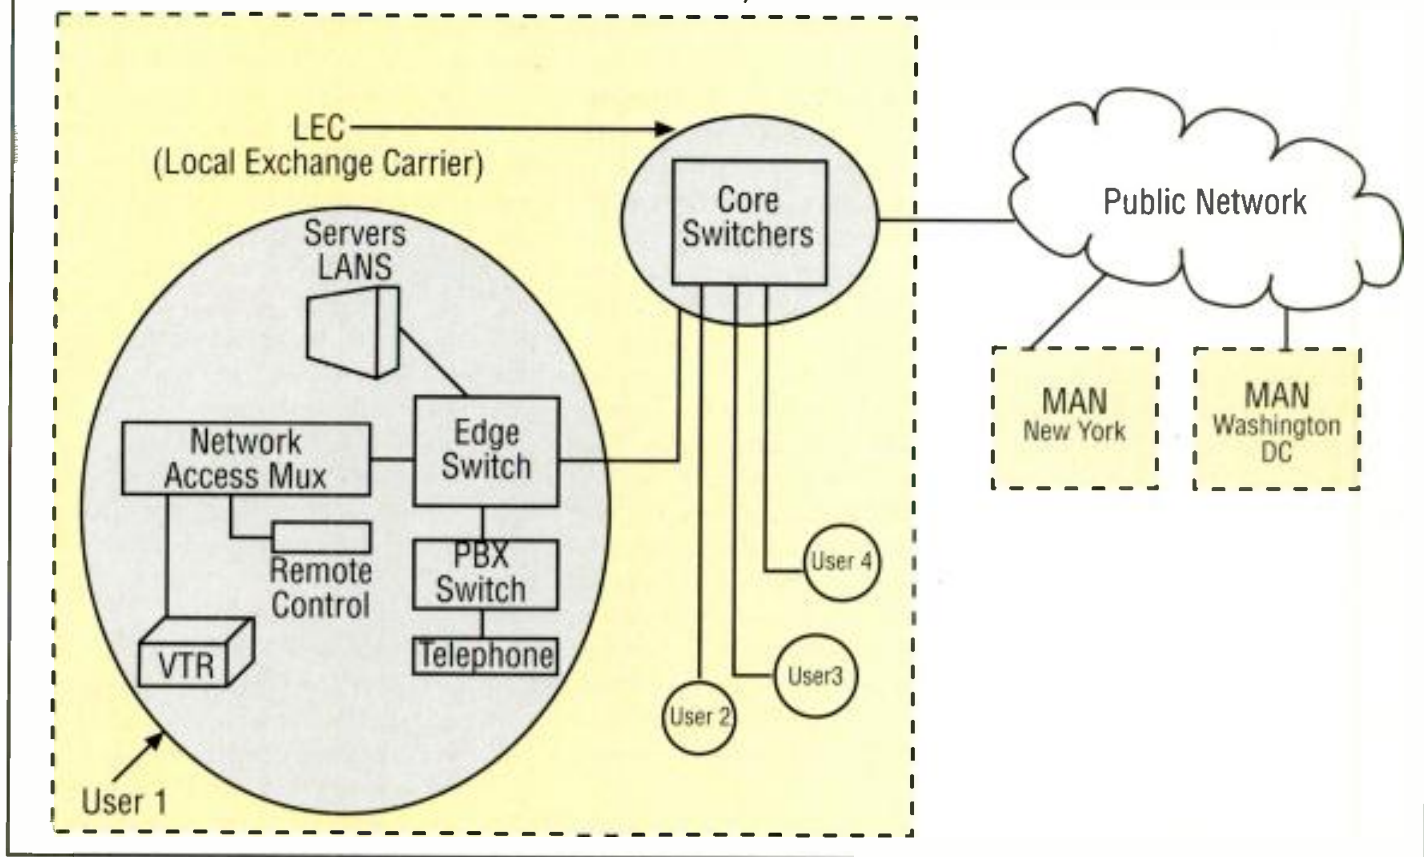 LEC
(Local Exchange Carrier)
Core
Switchers
Public Network
Servers
LANS
Network
Access Mux
Edge
Switch
MAN
New York
MAN
Washington
DC
Remote
Control
PBX
Switch
VTR
Telephone
User 4
User3
User 2
User 1